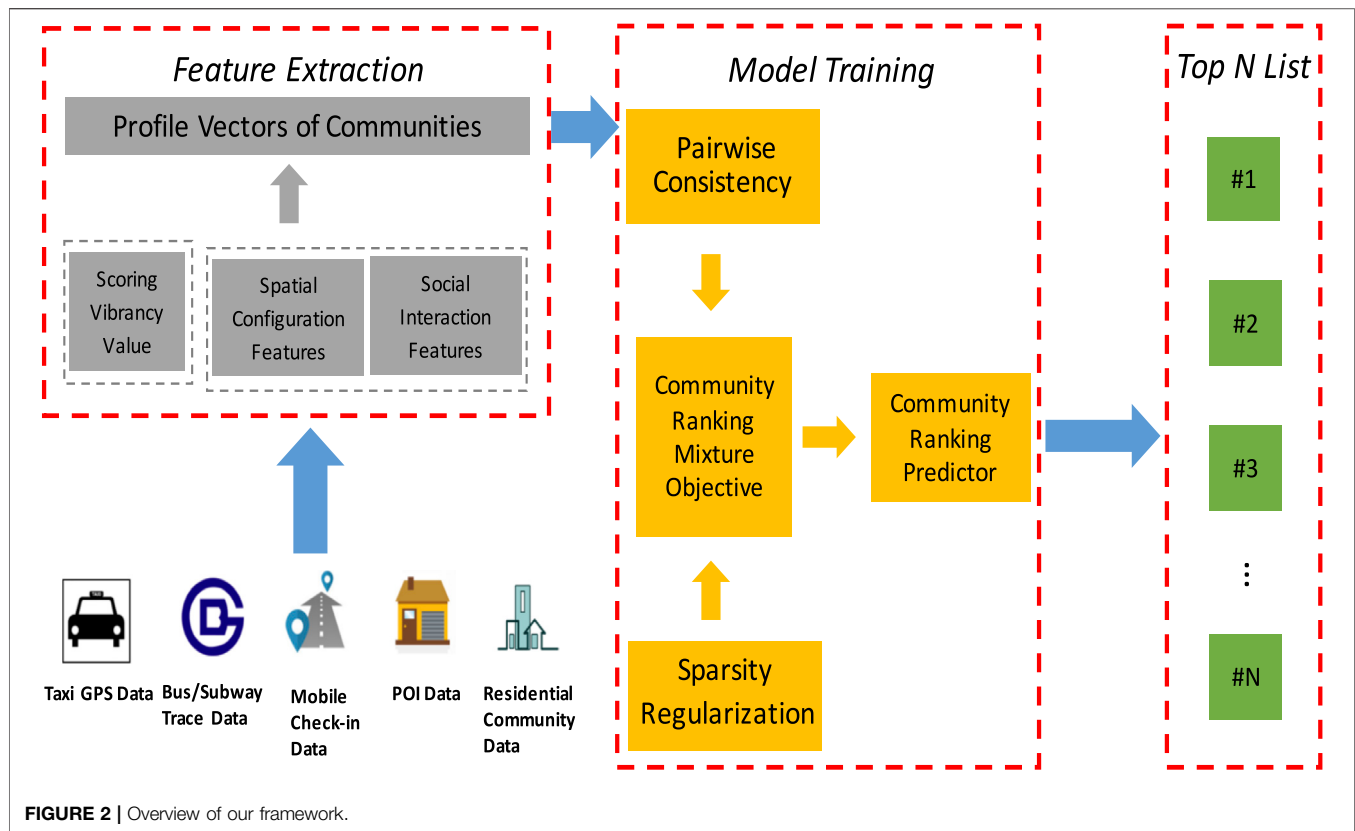 Feature Extraction
Profile Vectors of Communities
Scoring
Vibrancy
Value
Spatial
Configuration
Features
Social
Interaction
Features
TAXI
Taxi GPS Data
Bus/Subway
Trace Data
Mobile
Check-in
Data
POI Data
Residential
Community
Data
Model Training
Pairwise
Consistency
Community
Ranking
Mixture
Objective
Community
Ranking
Predictor
Sparsity
Regularization
Top N List
#1
#2
#3
...
#N
FIGURE 2 | Overview of our framework.